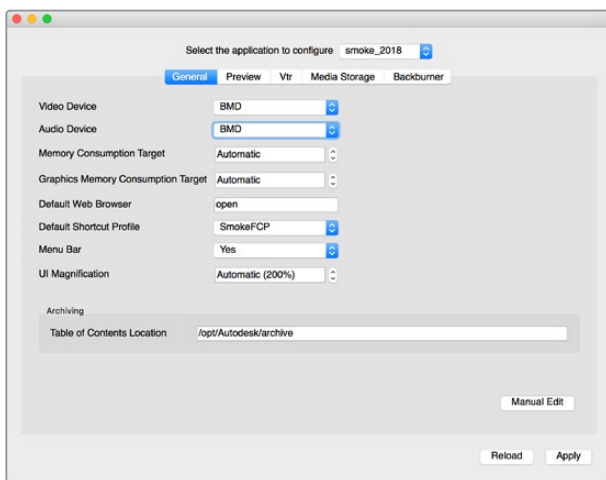 Select the application to configure smoke_2018
General Preview Vtr Media Storage Backburner
Video Device BMD
Audio Device BMD
Memory Consumption Target Automatic
Graphics Memory Consumption Target Automatic
Default Web Browser open
Default Shortcut Profile SmokeFCP
Menu Bar Yes
UI Magnification Automatic (200%)
Archiving
Table of Contents Location /opt/Autodesk/archive
Manual Edit
Reload Apply